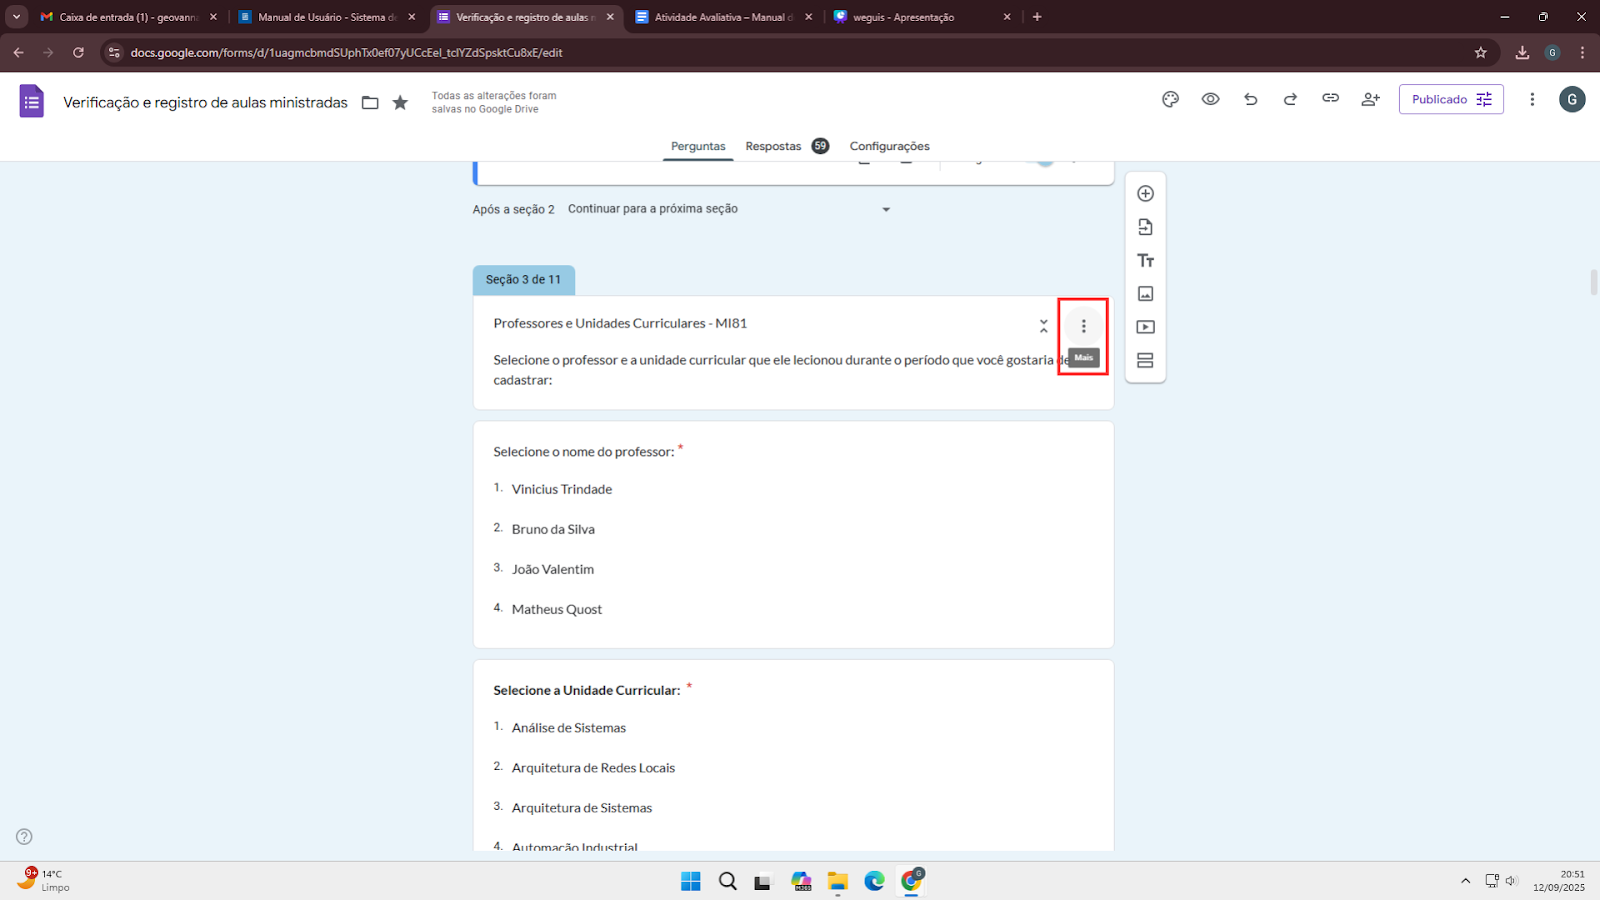 Caixa de entrada (1) - geovanna
Manual de Usuário - Sistema de
Verificação e registro de aulas m
Atividade Avaliativa – Manual d
weguis - Apresentação
docs.google.com/forms/d/1uagmcbmdSUphTx0ef07yUCcEel_tclYZdSpsktCu8xE/edit
G
Verificação e registro de aulas ministradas
Todas as alterações foram
salvas no Google Drive
Publicado
G
Perguntas
Respostas
59
Configurações
Após a seção 2
Continuar para a próxima seção
Seção 3 de 11
Professores e Unidades Curriculares - MI81
Mais
Selecione o professor e a unidade curricular que ele lecionou durante o período que você gostaria de
cadastrar:
Selecione o nome do professor: *
1. Vinicius Trindade
2. Bruno da Silva
3. João Valentim
4. Matheus Quost
Selecione a Unidade Curricular: *
1. Análise de Sistemas
2. Arquitetura de Redes Locais
3. Arquitetura de Sistemas
4. Automação Industrial
9+
14°C
Limpo
M365
G
20:51
12/09/2025